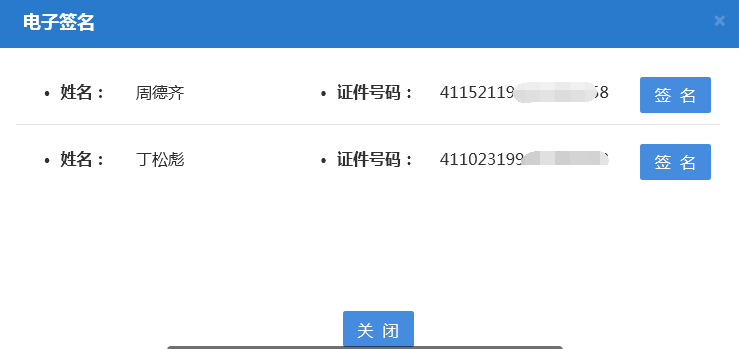 电子签名 ×
• 姓名： 周德齐 • 证件号码： 41152119 58 签 名
• 姓名： 丁松彪 • 证件号码： 411023199 签 名
关 闭